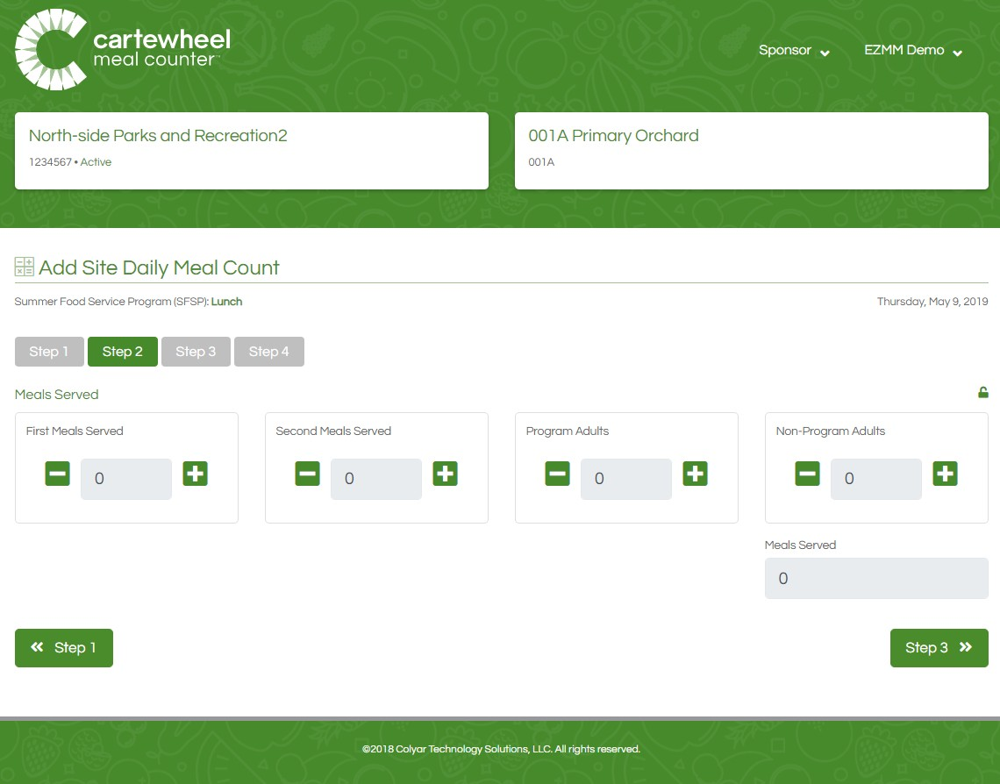 cartewheel
meal counter™
Sponsor
EZMM Demo
North-side Parks and Recreation2
1234567 • Active
001A Primary Orchard
001A
Add Site Daily Meal Count
Summer Food Service Program (SFSP): Lunch
Thursday, May 9, 2019
Step 1
Step 2
Step 3
Step 4
Meals Served
First Meals Served
0
Second Meals Served
0
Program Adults
0
Non-Program Adults
0
Meals Served
0
« Step 1
Step 3 »
©2018 Colyar Technology Solutions, LLC. All rights reserved.